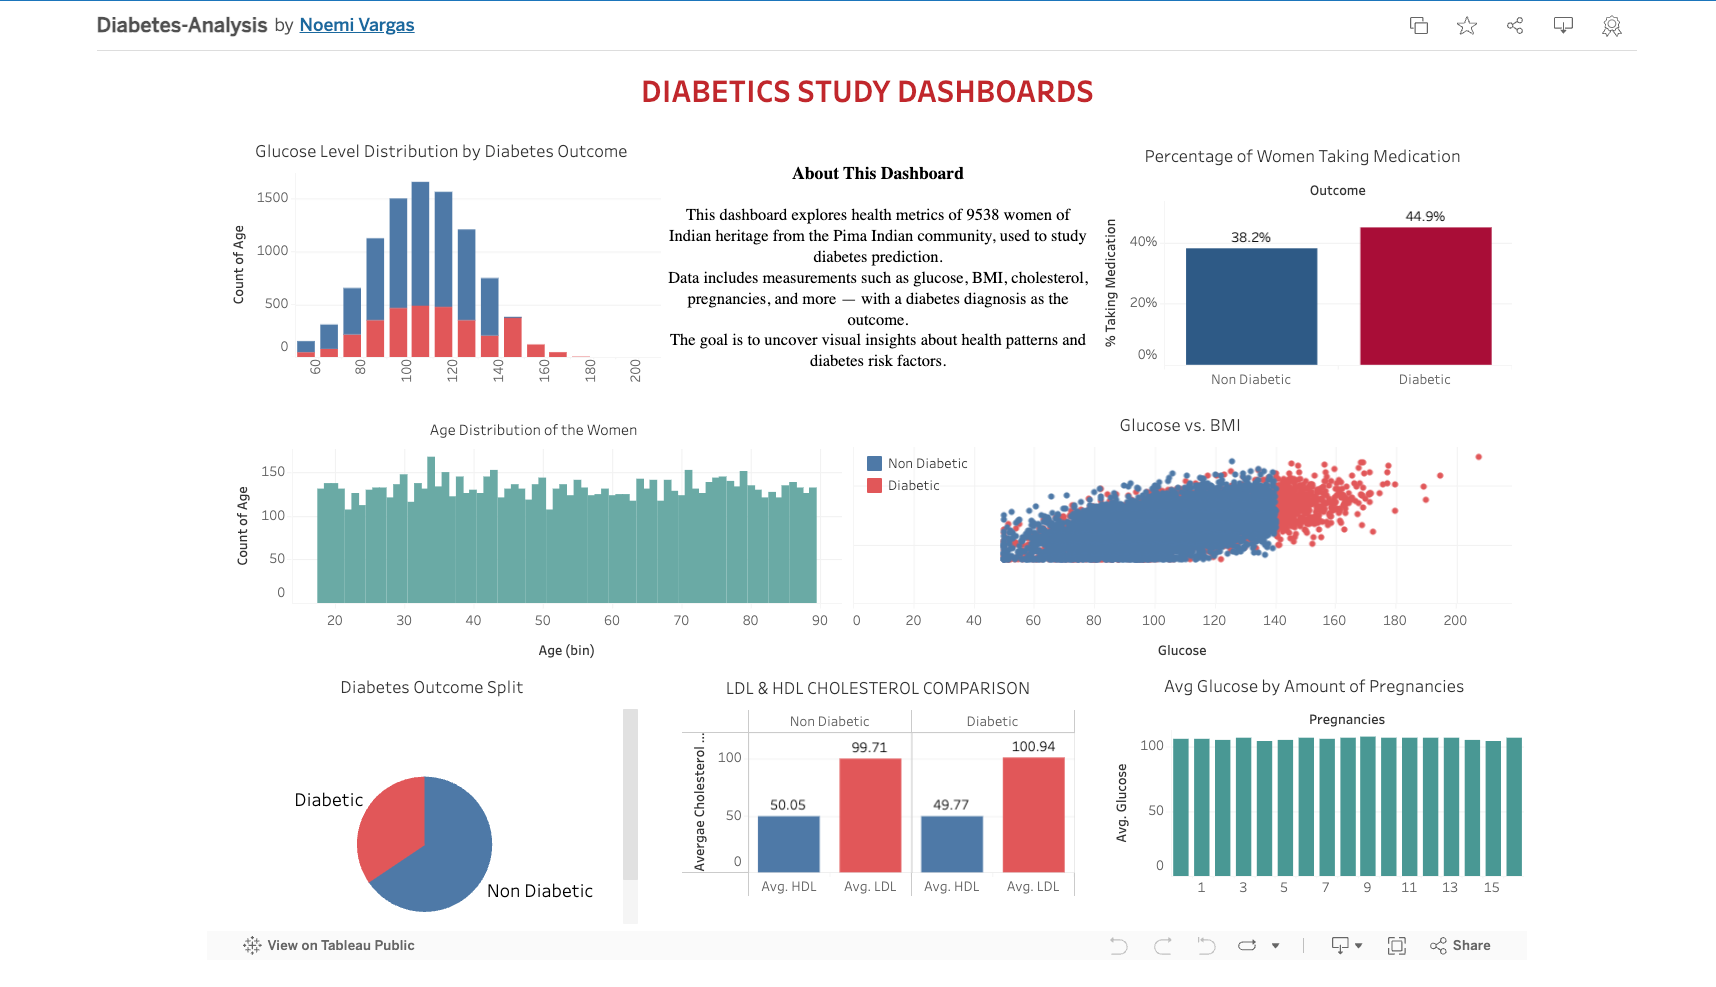 Diabetes-Analysis by Noemi Vargas
DIABETICS STUDY DASHBOARDS
Glucose Level Distribution by Diabetes Outcome
Count of Age
1500
1000
500
0
60 80 100 120 140 160 180 200
About This Dashboard
This dashboard explores health metrics of 9538 women of
Indian heritage from the Pima Indian community, used to study
diabetes prediction.
Data includes measurements such as glucose, BMI, cholesterol,
pregnancies, and more — with a diabetes diagnosis as the
outcome.
The goal is to uncover visual insights about health patterns and
diabetes risk factors.
Percentage of Women Taking Medication
Outcome
% Taking Medication
40%
20%
0%
38.2%
44.9%
Non Diabetic Diabetic
Age Distribution of the Women
Count of Age
150
100
50
0
20 30 40 50 60 70 80 90
Age (bin)
Glucose vs. BMI
Non Diabetic
Diabetic
0 20 40 60 80 100 120 140 160 180 200
Glucose
Diabetes Outcome Split
Diabetic
Non Diabetic
LDL & HDL CHOLESTEROL COMPARISON
Non Diabetic Diabetic
Avergae Cholesterol ...
100
50
0
50.05
99.71
49.77
100.94
Avg. HDL Avg. LDL Avg. HDL Avg. LDL
Avg Glucose by Amount of Pregnancies
Pregnancies
Avg. Glucose
100
50
0
1 3 5 7 9 11 13 15
View on Tableau Public
Share